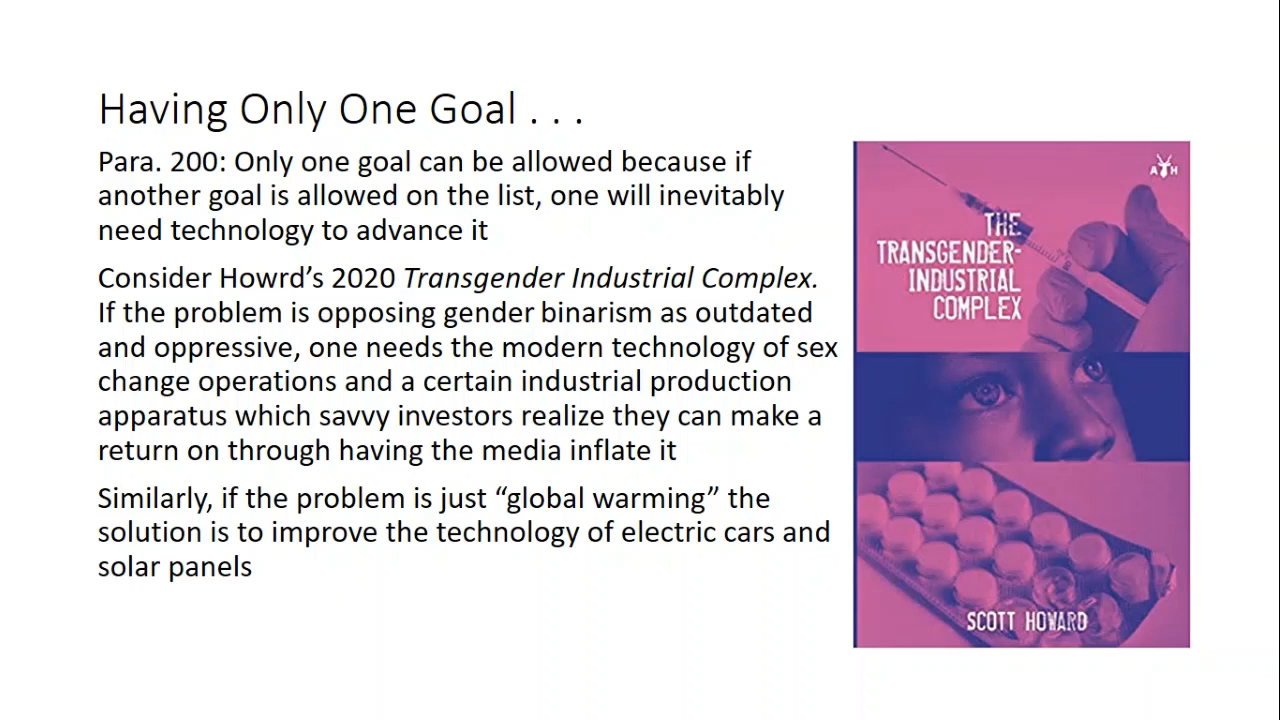 Having Only One Goal . . .
Para. 200: Only one goal can be allowed because if
another goal is allowed on the list, one will inevitably
need technology to advance it
Consider Howrd’s 2020 Transgender Industrial Complex.
If the problem is opposing gender binarism as outdated
and oppressive, one needs the modern technology of sex
change operations and a certain industrial production
apparatus which savvy investors realize they can make a
return on through having the media inflate it
Similarly, if the problem is just “global warming” the
solution is to improve the technology of electric cars and
solar panels
A H
THE
TRANSGENDER-
INDUSTRIAL
COMPLEX
SCOTT HOWARD